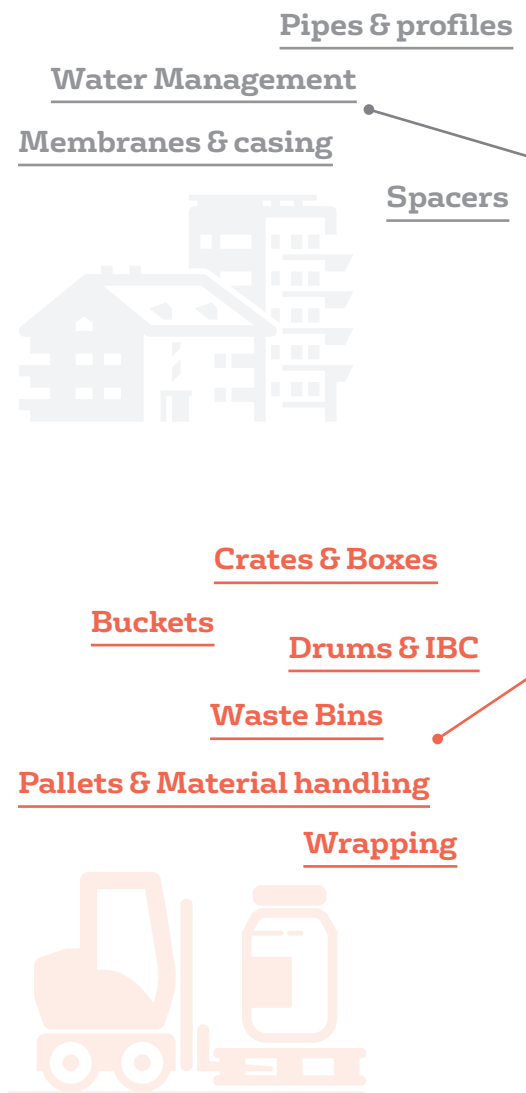 Pipes & profiles
Water Management
Membranes & casing
Spacers
Crates & Boxes
Buckets
Drums & IBC
Waste Bins
Pallets & Material handling
Wrapping